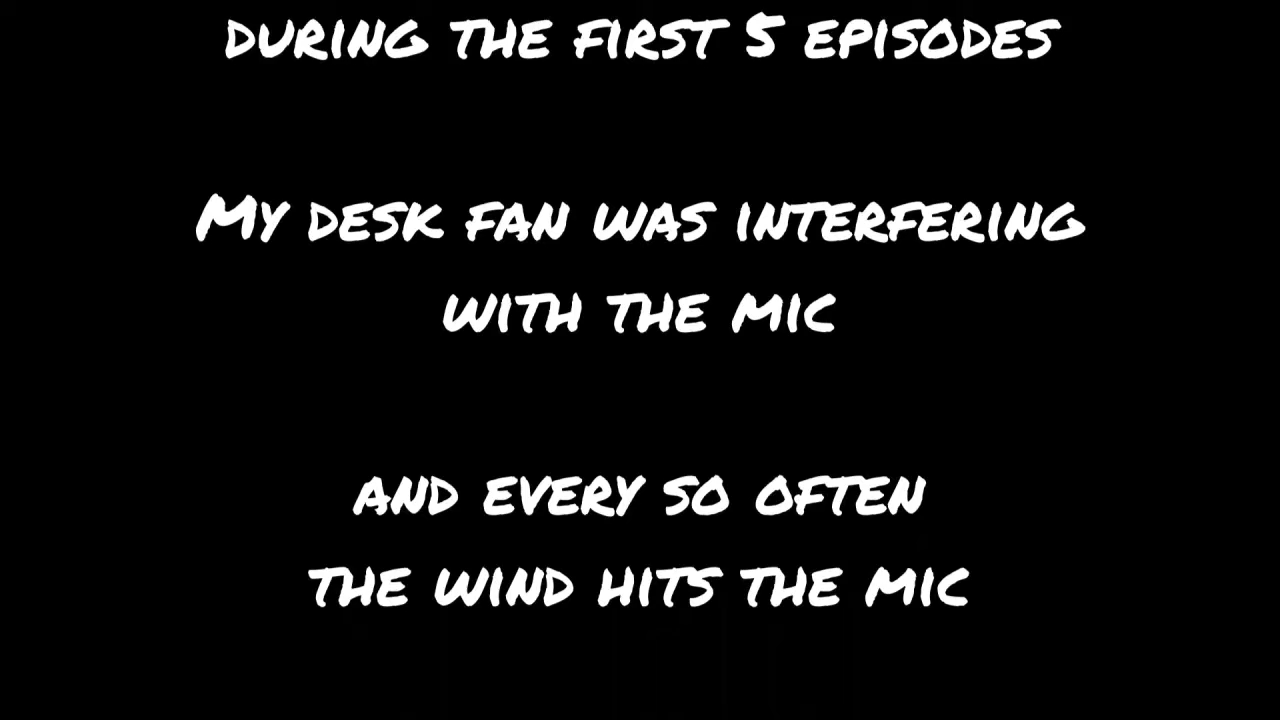 DURING THE FIRST 5 EPISODES
MY DESK FAN WAS INTERFERING
WITH THE MIC
AND EVERY SO OFTEN
THE WIND HITS THE MIC